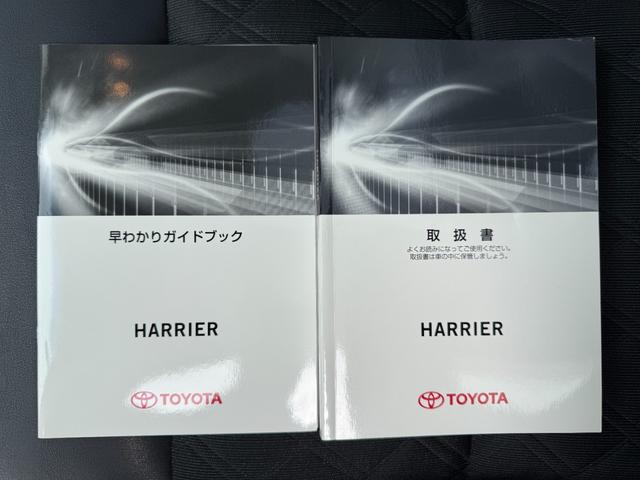 早わかりガイドブック
HARRIER
TOYOTA
取扱書
よくお読みになってご使用ください。
取扱書は車の中に保管しましょう。
HARRIER
TOYOTA